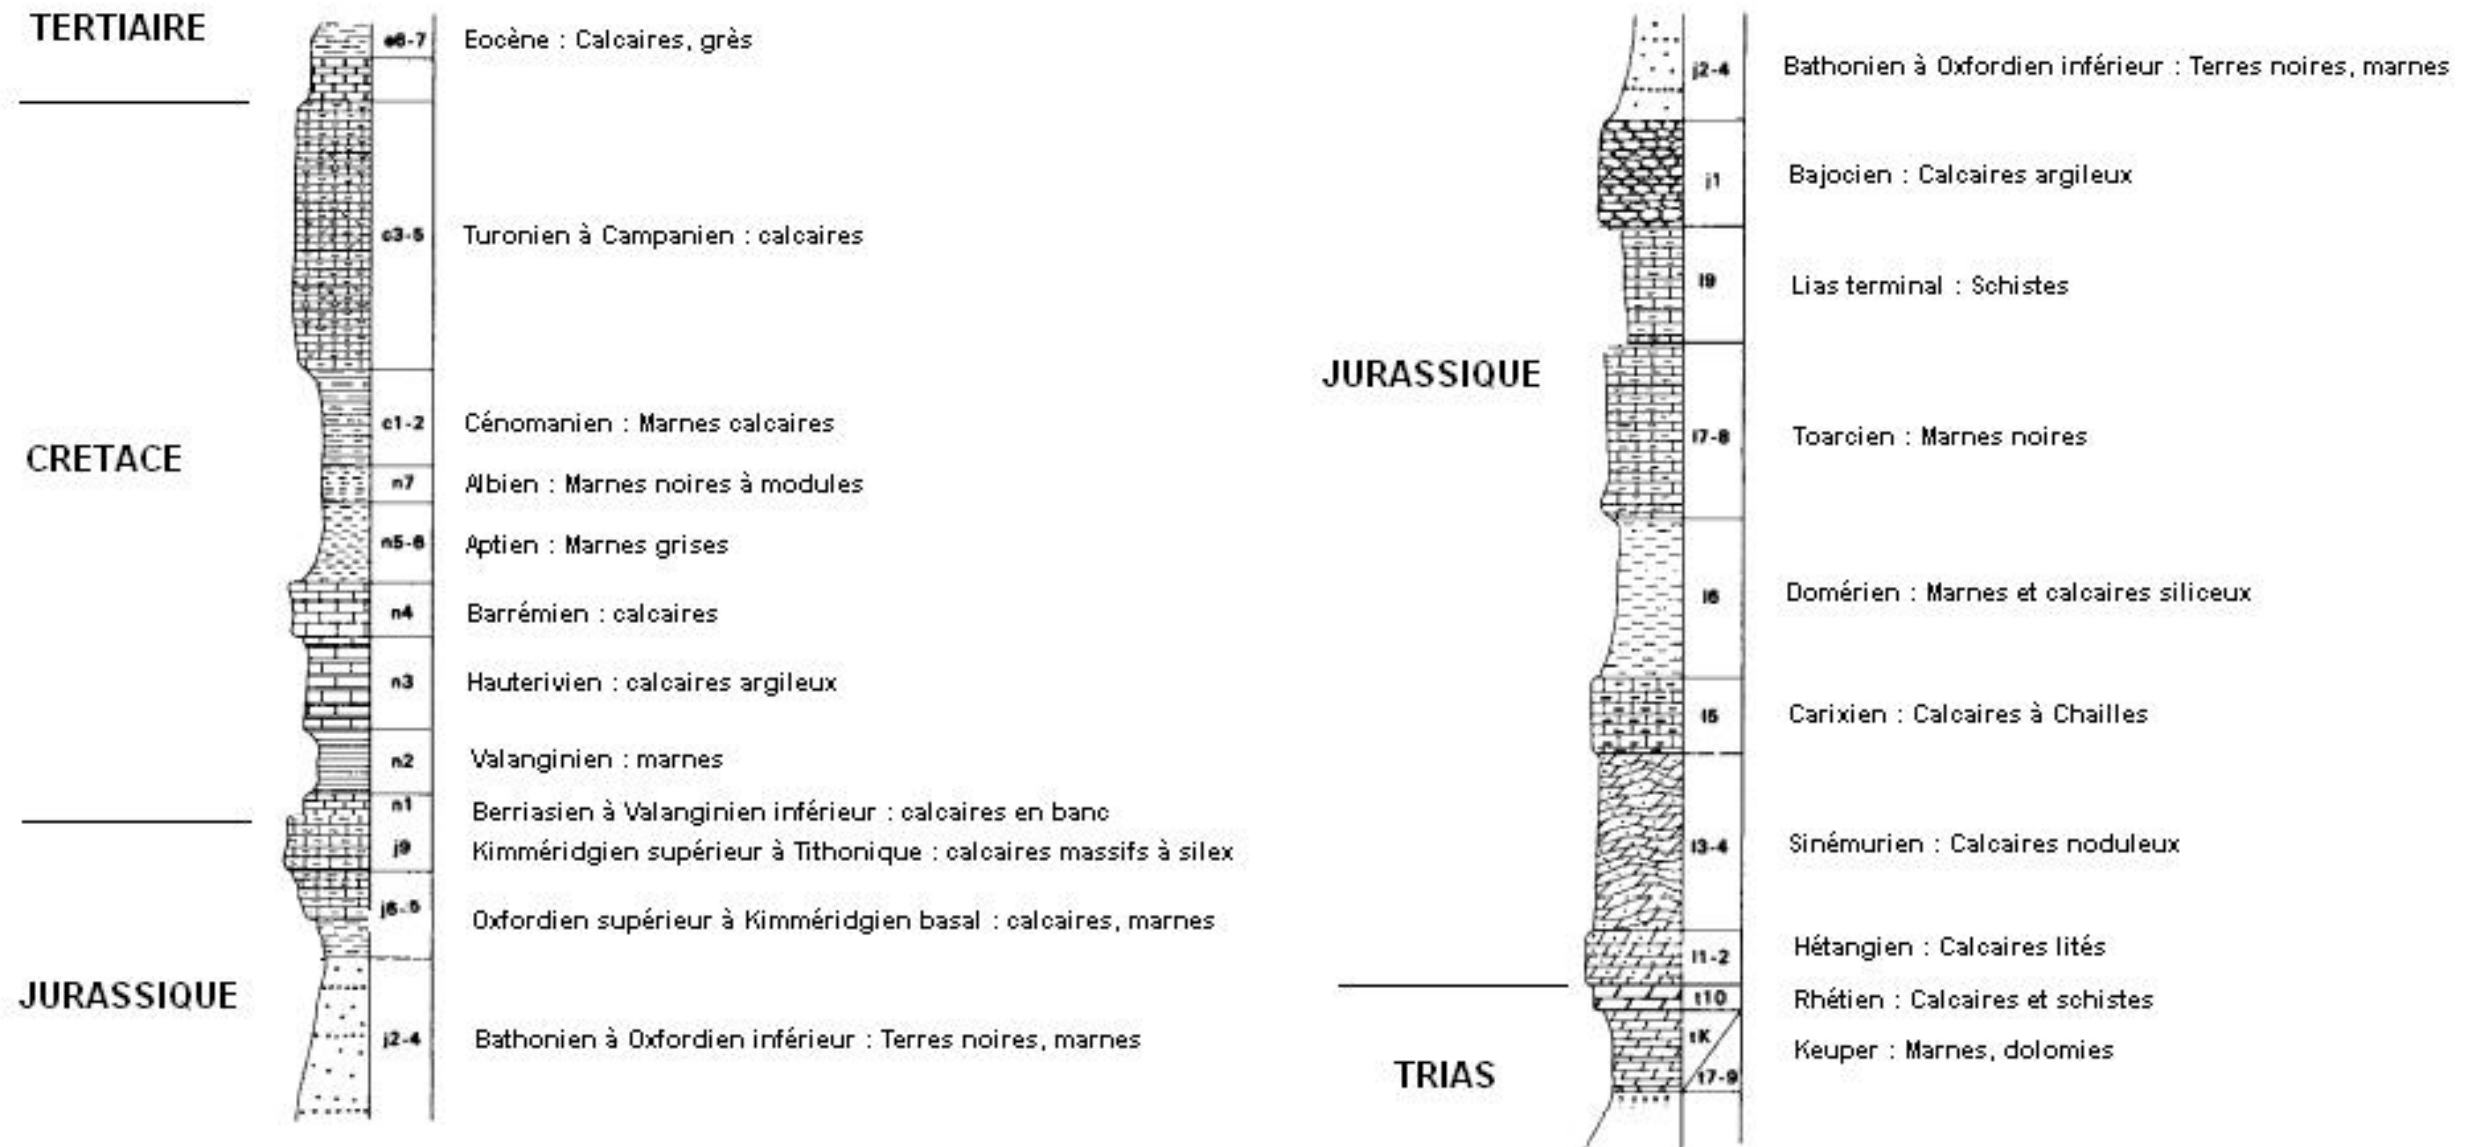 TERTIAIRE
e6-7 Eocène : Calcaires, grès
c3-5 Turonien à Campanien : calcaires
c1-2 Cénomanien : Marnes calcaires
CRETACE
n7 Albien : Marnes noires à modules
n5-6 Aptien : Marnes grises
n4 Barrémien : calcaires
n3 Hauterivien : calcaires argileux
n2 Valanginien : marnes
n1 Berriasien à Valanginien inférieur : calcaires en banc
j9 Kimméridgien supérieur à Tithonique : calcaires massifs à silex
Oxfordien supérieur à Kimméridgien basal : calcaires, marnes
JURASSIQUE
j2-4 Bathonien à Oxfordien inférieur : Terres noires, marnes
j2-4 Bathonien à Oxfordien inférieur : Terres noires, marnes
j1 Bajocien : Calcaires argileux
l9 Lias terminal : Schistes
JURASSIQUE
l7-8 Toarcien : Marnes noires
l6 Domérien : Marnes et calcaires siliceux
l5 Carixien : Calcaires à Chailles
l3-4 Sinémurien : Calcaires noduleux
l1-2 Hétangien : Calcaires lités
t10 Rhétien : Calcaires et schistes
tK Keuper : Marnes, dolomies
t7-9
TRIAS